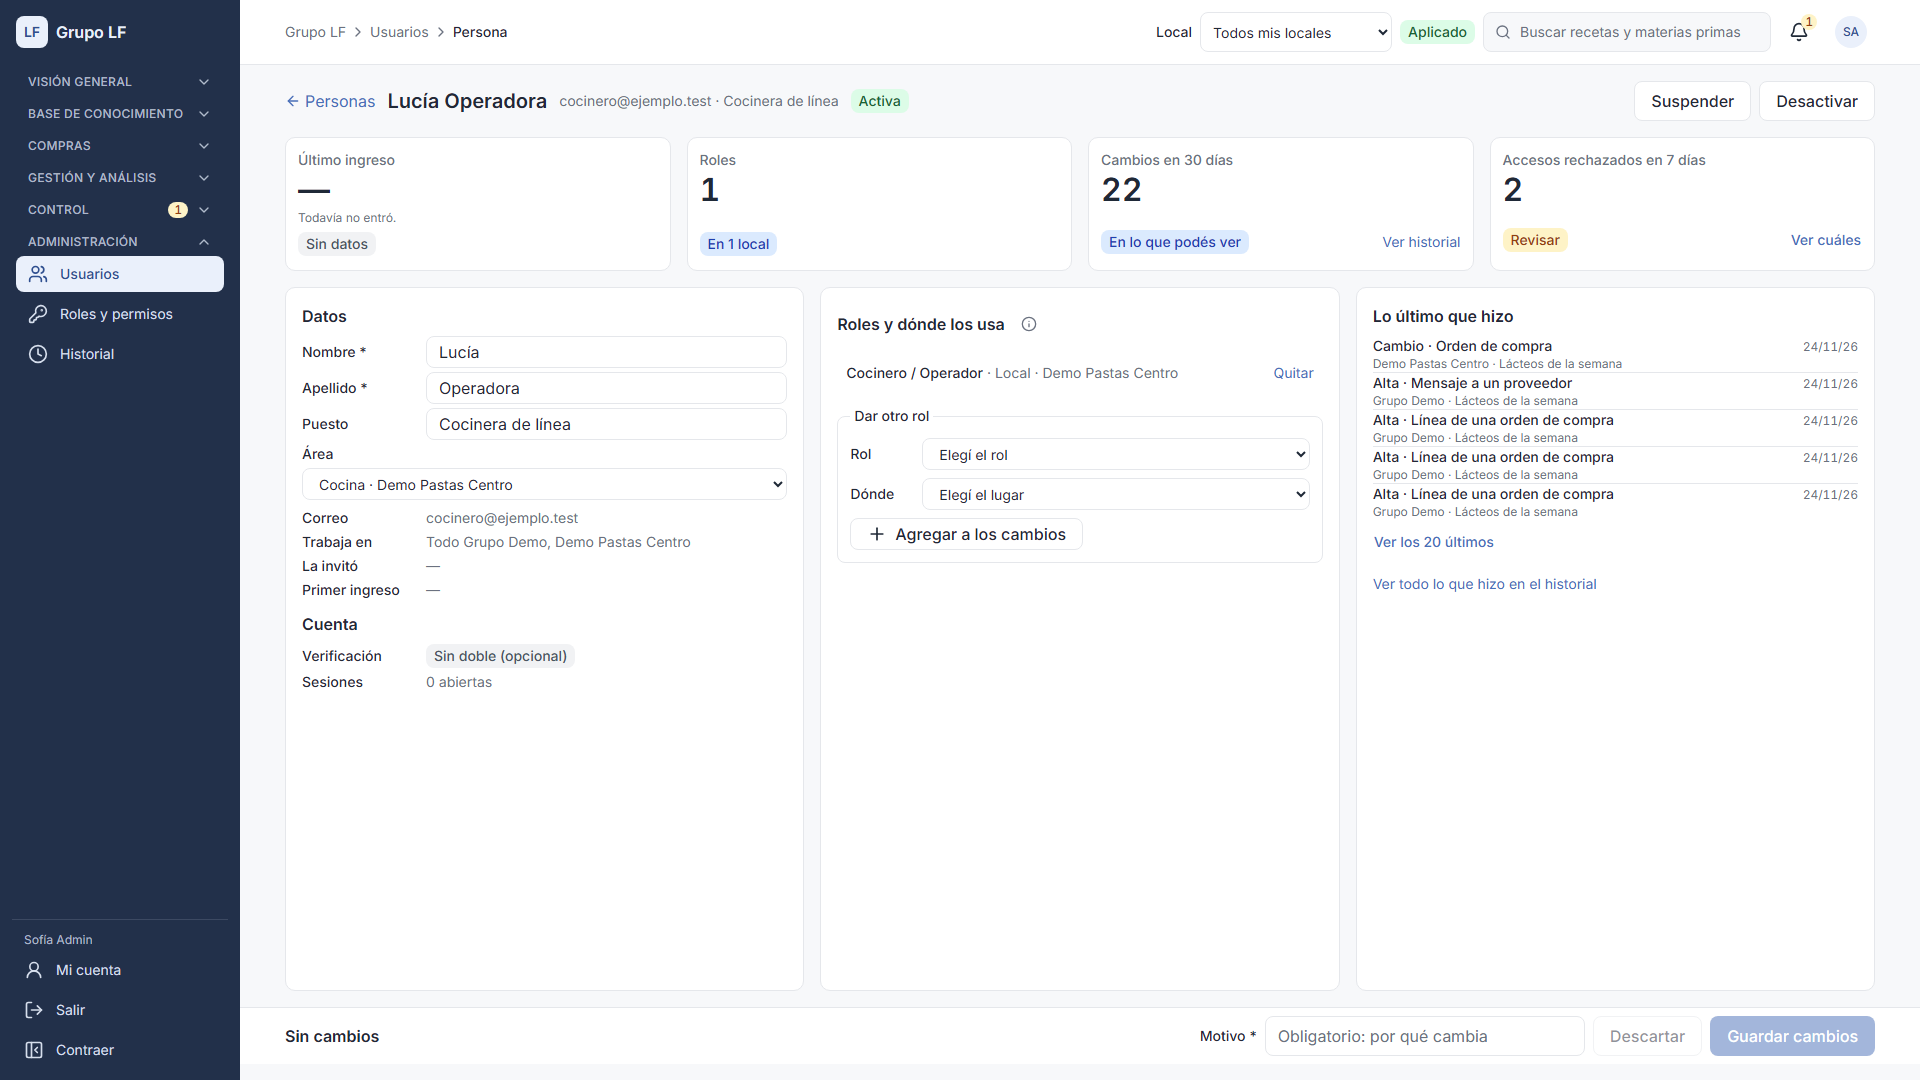 LF Grupo LF
VISIÓN GENERAL
BASE DE CONOCIMIENTO
COMPRAS
GESTIÓN Y ANÁLISIS
CONTROL 1
ADMINISTRACIÓN
Usuarios
Roles y permisos
Historial
Sofía Admin
Mi cuenta
Salir
Contraer
Grupo LF > Usuarios > Persona
Local Todos mis locales Aplicado Buscar recetas y materias primas 1 SA
← Personas Lucía Operadora cocinero@ejemplo.test · Cocinera de línea Activa
Suspender Desactivar
Último ingreso
—
Todavía no entró.
Sin datos
Roles
1
En 1 local
Cambios en 30 días
22
En lo que podés ver Ver historial
Accesos rechazados en 7 días
2
Revisar Ver cuáles
Datos
Nombre * Lucía
Apellido * Operadora
Puesto Cocinera de línea
Área
Cocina · Demo Pastas Centro
Correo cocinero@ejemplo.test
Trabaja en Todo Grupo Demo, Demo Pastas Centro
La invitó —
Primer ingreso —
Cuenta
Verificación Sin doble (opcional)
Sesiones 0 abiertas
Roles y dónde los usa
Cocinero / Operador · Local · Demo Pastas Centro Quitar
Dar otro rol
Rol Elegí el rol
Dónde Elegí el lugar
+ Agregar a los cambios
Lo último que hizo
Cambio · Orden de compra 24/11/26
Demo Pastas Centro · Lácteos de la semana
Alta · Mensaje a un proveedor 24/11/26
Grupo Demo · Lácteos de la semana
Alta · Línea de una orden de compra 24/11/26
Grupo Demo · Lácteos de la semana
Alta · Línea de una orden de compra 24/11/26
Grupo Demo · Lácteos de la semana
Alta · Línea de una orden de compra 24/11/26
Grupo Demo · Lácteos de la semana
Ver los 20 últimos
Ver todo lo que hizo en el historial
Sin cambios
Motivo * Obligatorio: por qué cambia Descartar Guardar cambios